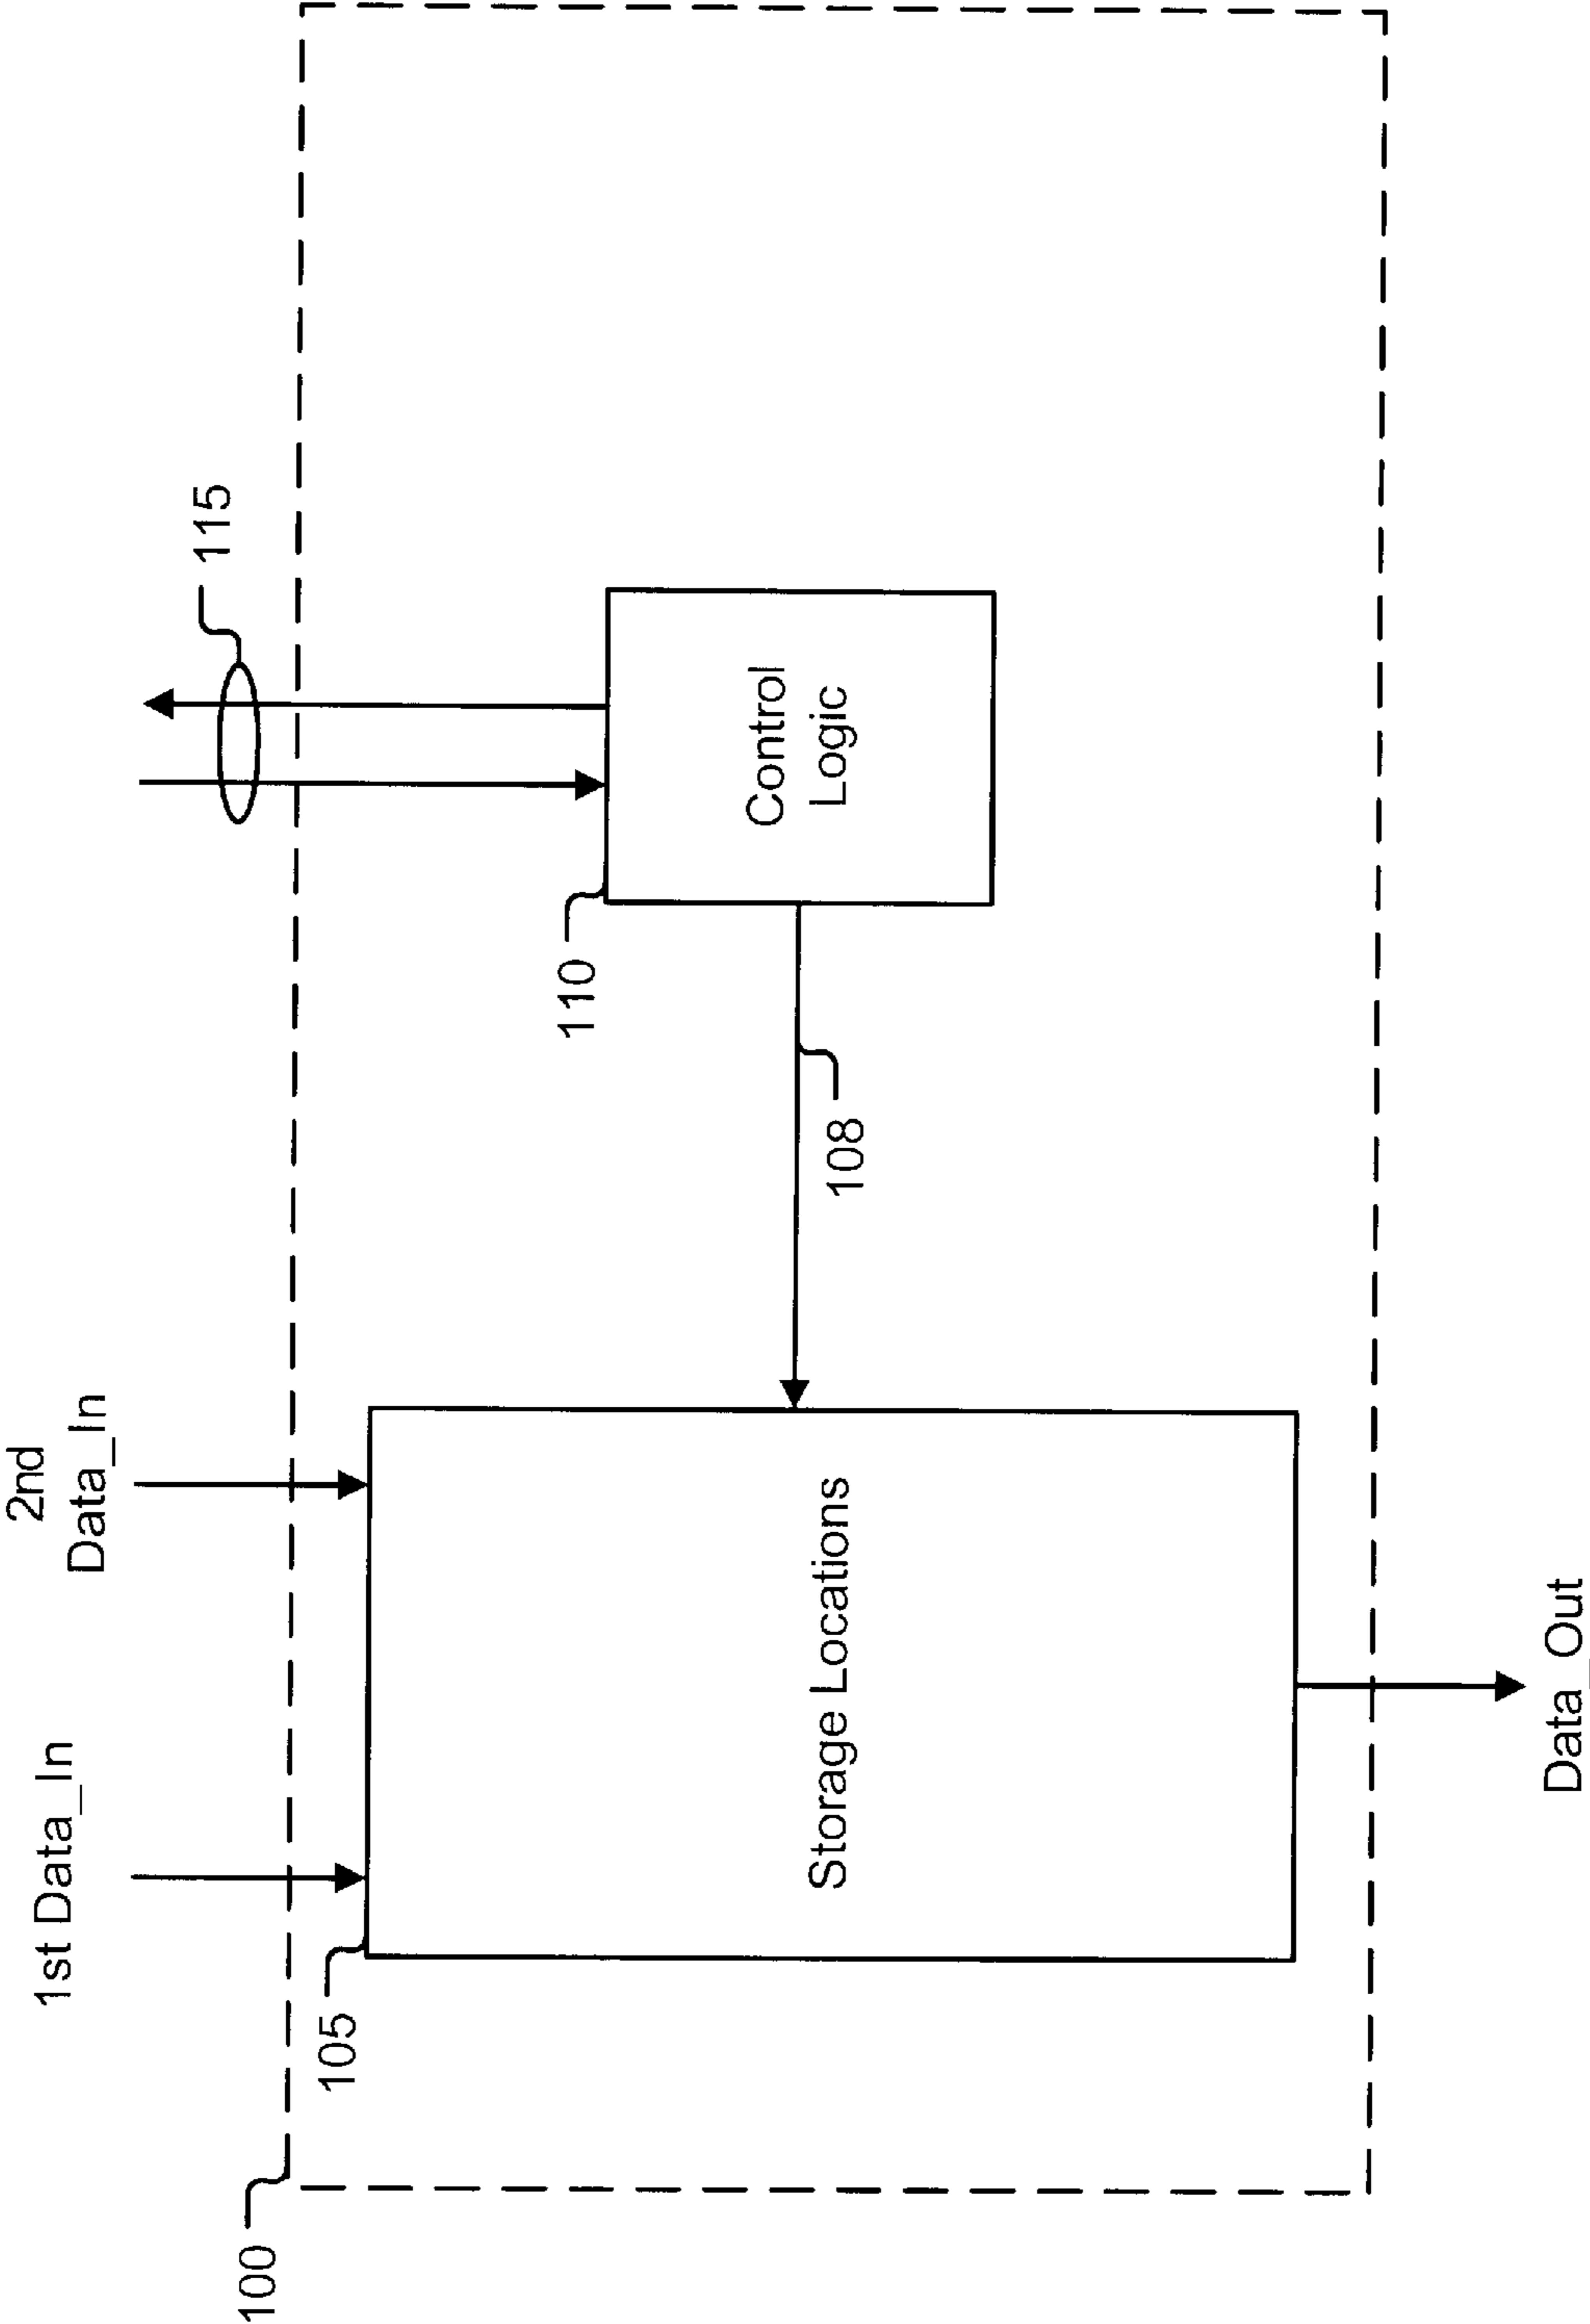 100
1st Data_In
2nd
Data_In
115
105
110
Storage Locations
108
Control
Logic
Data_Out